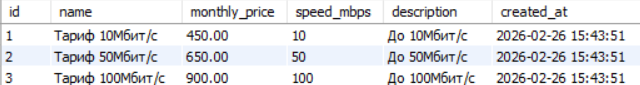 id name monthly_price speed_mbps description created_at
1 Тариф 10Мбит/с 450.00 10 До 10Мбит/с 2026-02-26 15:43:51
2 Тариф 50Мбит/с 650.00 50 До 50Мбит/с 2026-02-26 15:43:51
3 Тариф 100Мбит/с 900.00 100 До 100Мбит/с 2026-02-26 15:43:51